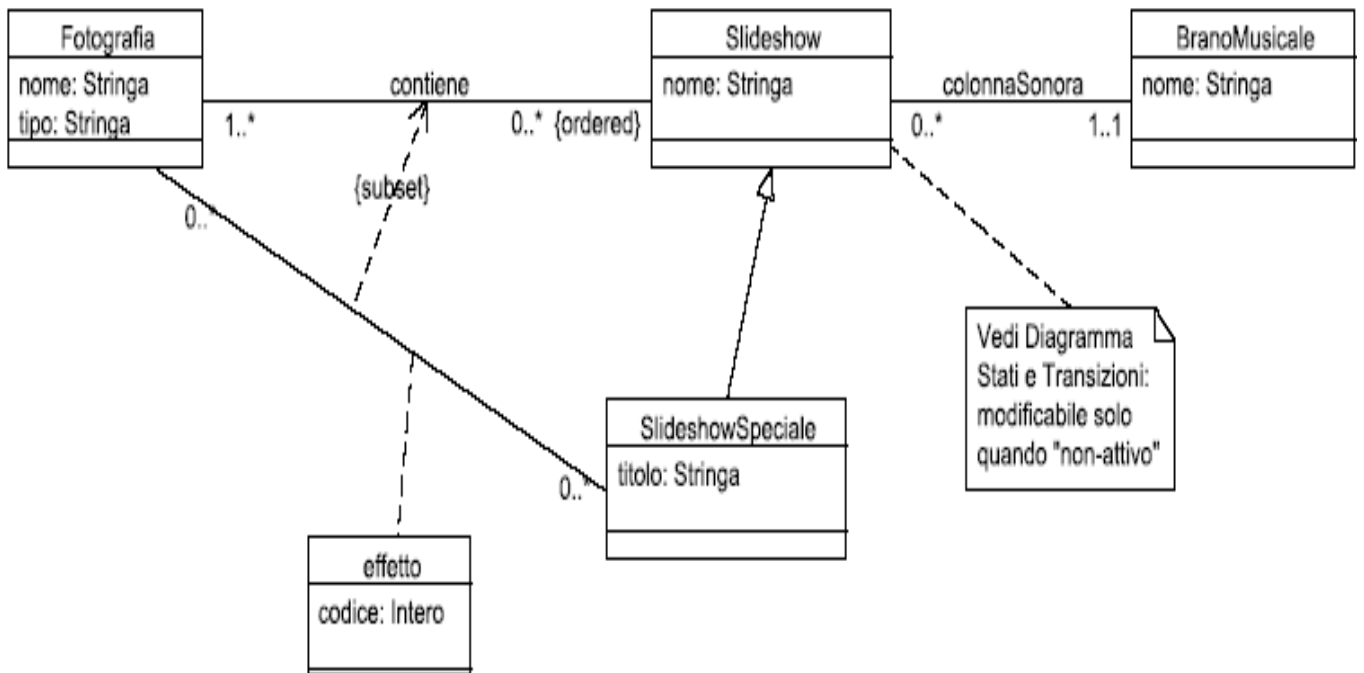 Fotografia
nome: Stringa
tipo: Stringa
contiene
1..*
0..* {ordered}
{subset}
Slideshow
nome: Stringa
colonnaSonora
0..*
1..1
BranoMusicale
nome: Stringa
0..*
0..*
SlideshowSpeciale
titolo: Stringa
effetto
codice: Intero
Vedi Diagramma
Stati e Transizioni:
modificabile solo
quando "non-attivo"